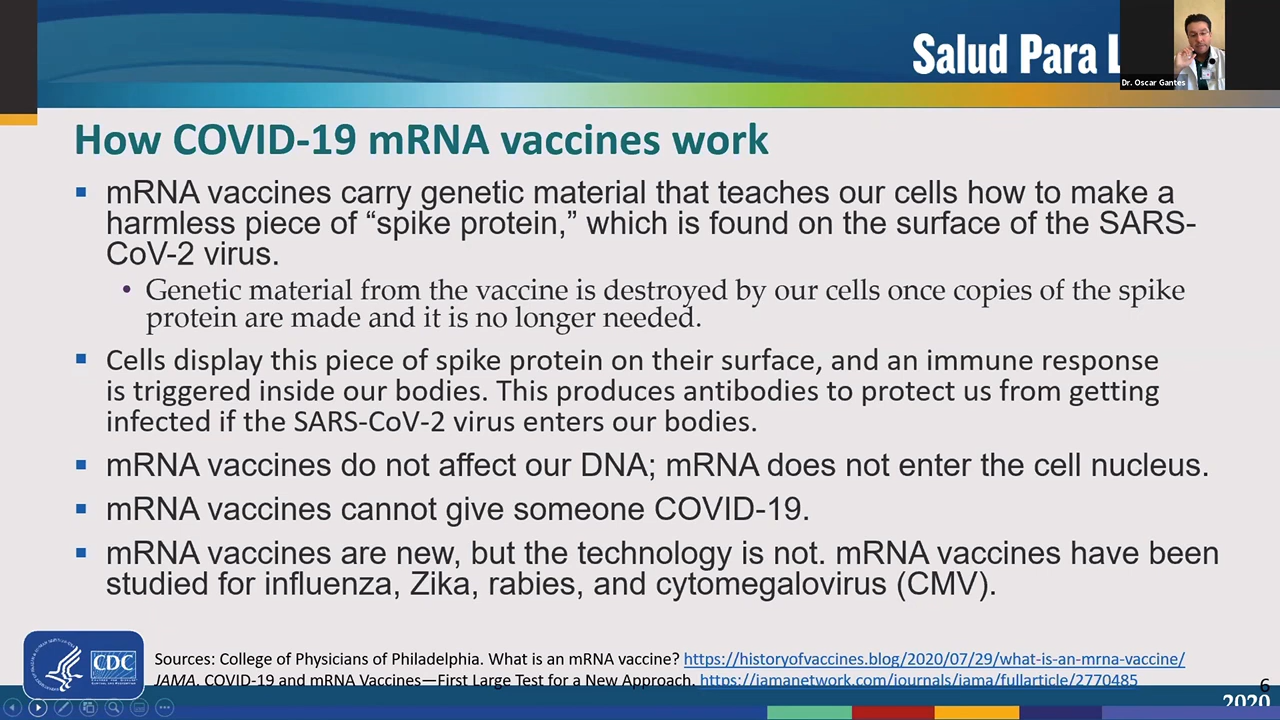 Salud Para L
Dr. Oscar Gantes
How COVID-19 mRNA vaccines work
▪ mRNA vaccines carry genetic material that teaches our cells how to make a
harmless piece of “spike protein,” which is found on the surface of the SARS-
CoV-2 virus.
• Genetic material from the vaccine is destroyed by our cells once copies of the spike
protein are made and it is no longer needed.
▪ Cells display this piece of spike protein on their surface, and an immune response
is triggered inside our bodies. This produces antibodies to protect us from getting
infected if the SARS-CoV-2 virus enters our bodies.
▪ mRNA vaccines do not affect our DNA; mRNA does not enter the cell nucleus.
▪ mRNA vaccines cannot give someone COVID-19.
▪ mRNA vaccines are new, but the technology is not. mRNA vaccines have been
studied for influenza, Zika, rabies, and cytomegalovirus (CMV).
CDC
Sources: College of Physicians of Philadelphia. What is an mRNA vaccine? https://historyofvaccines.blog/2020/07/29/what-is-an-mrna-vaccine/
JAMA. COVID-19 and mRNA Vaccines—First Large Test for a New Approach. https://jamanetwork.com/journals/jama/fullarticle/2770485
6
2020